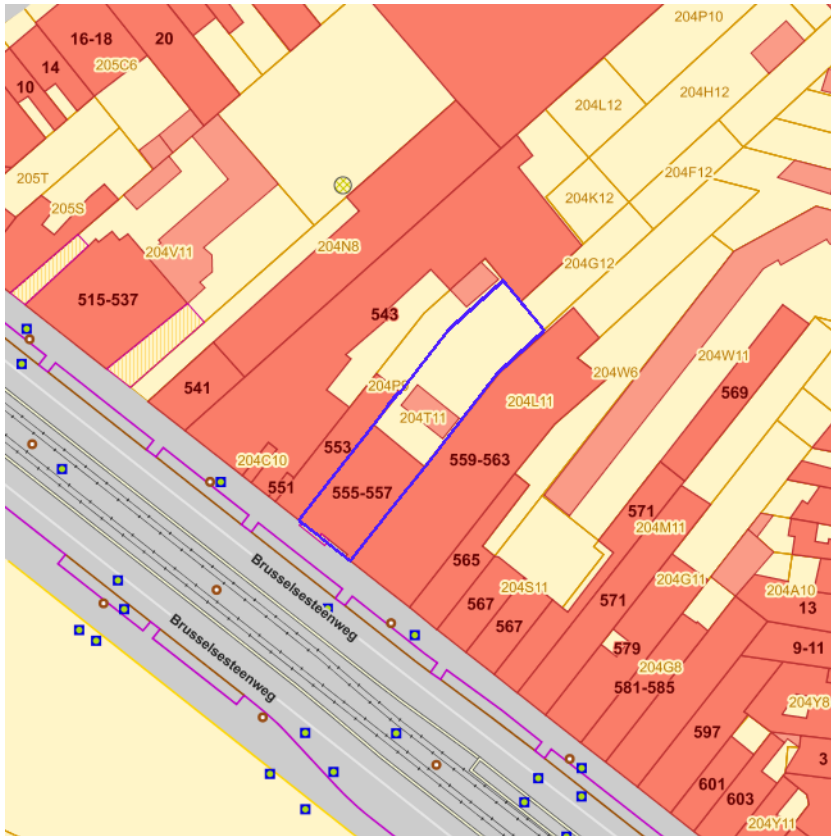 204P10
16-18
20
14
205C6
10
204L12
204H12
205T
204F12
205S
204K12
204V11
204N8
204G12
515-537
543
204W11
204P9
204W6
541
569
204T11
204L11
553
204C10
559-563
551
555-557
571
204M11
565
204S11
204G11
567
571
204A10
13
Brusselsesteenweg
567
579
9-11
204G8
Brusselsesteenweg
581-585
204Y8
597
3
601
603
204Y11